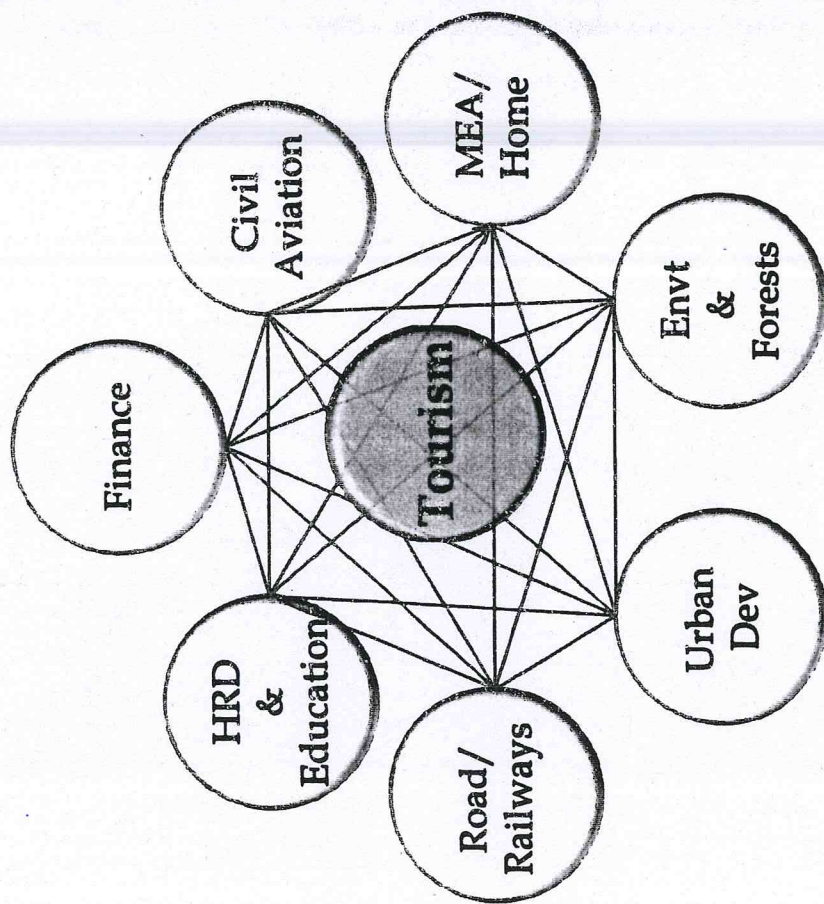 Finance
HRD
&
Education
Civil
Aviation
Tourism
Road/
Railways
MEA/
Home
Urban
Dev
Envt
&
Forests